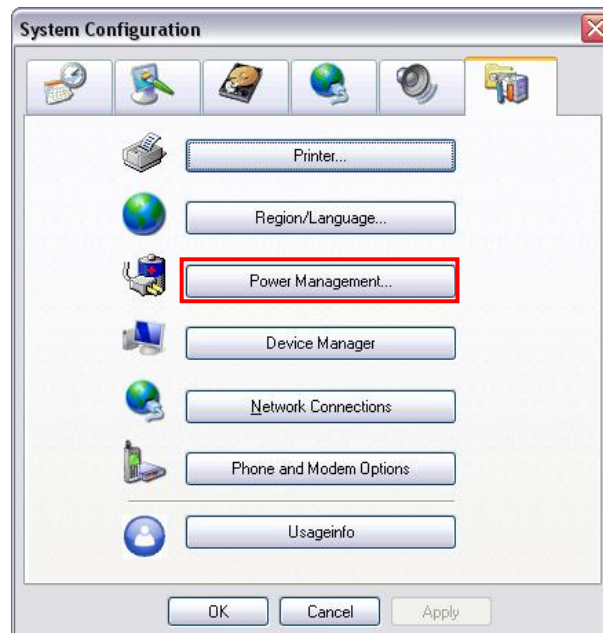 System Configuration
Printer...
Region/Language...
Power Management...
Device Manager
Network Connections
Phone and Modem Options
Usageinfo
OK Cancel Apply